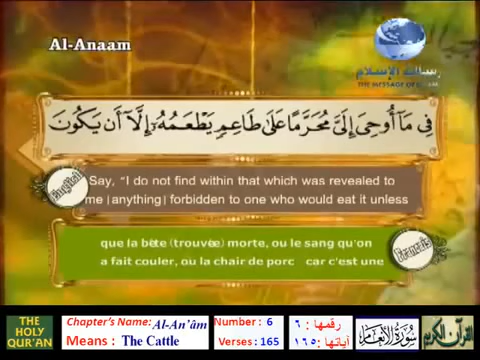 Al-Anaam
رسالة الإسلام
THE MESSAGE OF ISLAM
فِي مَآ أُوحِىَ إِلَىَّ مُحَرَّمًا عَلَىٰ طَاعِمٍ يَطْعَمُهُۥٓ إِلَّآ أَن يَكُونَ
English
Say, "I do not find within that which was revealed to
me (anything) forbidden to one who would eat it unless
que la bête (trouvée) morte, ou le sang qu'on
a fait couler, ou la chair de porc car c'est une
Français
THE
HOLY
QUR'AN
Chapter's Name: Al-An'âm
Means : The Cattle
Number : 6
Verses : 165
رقمها : ٦
آياتها : ١٦٥
سورة الأنعام
القرآن الكريم